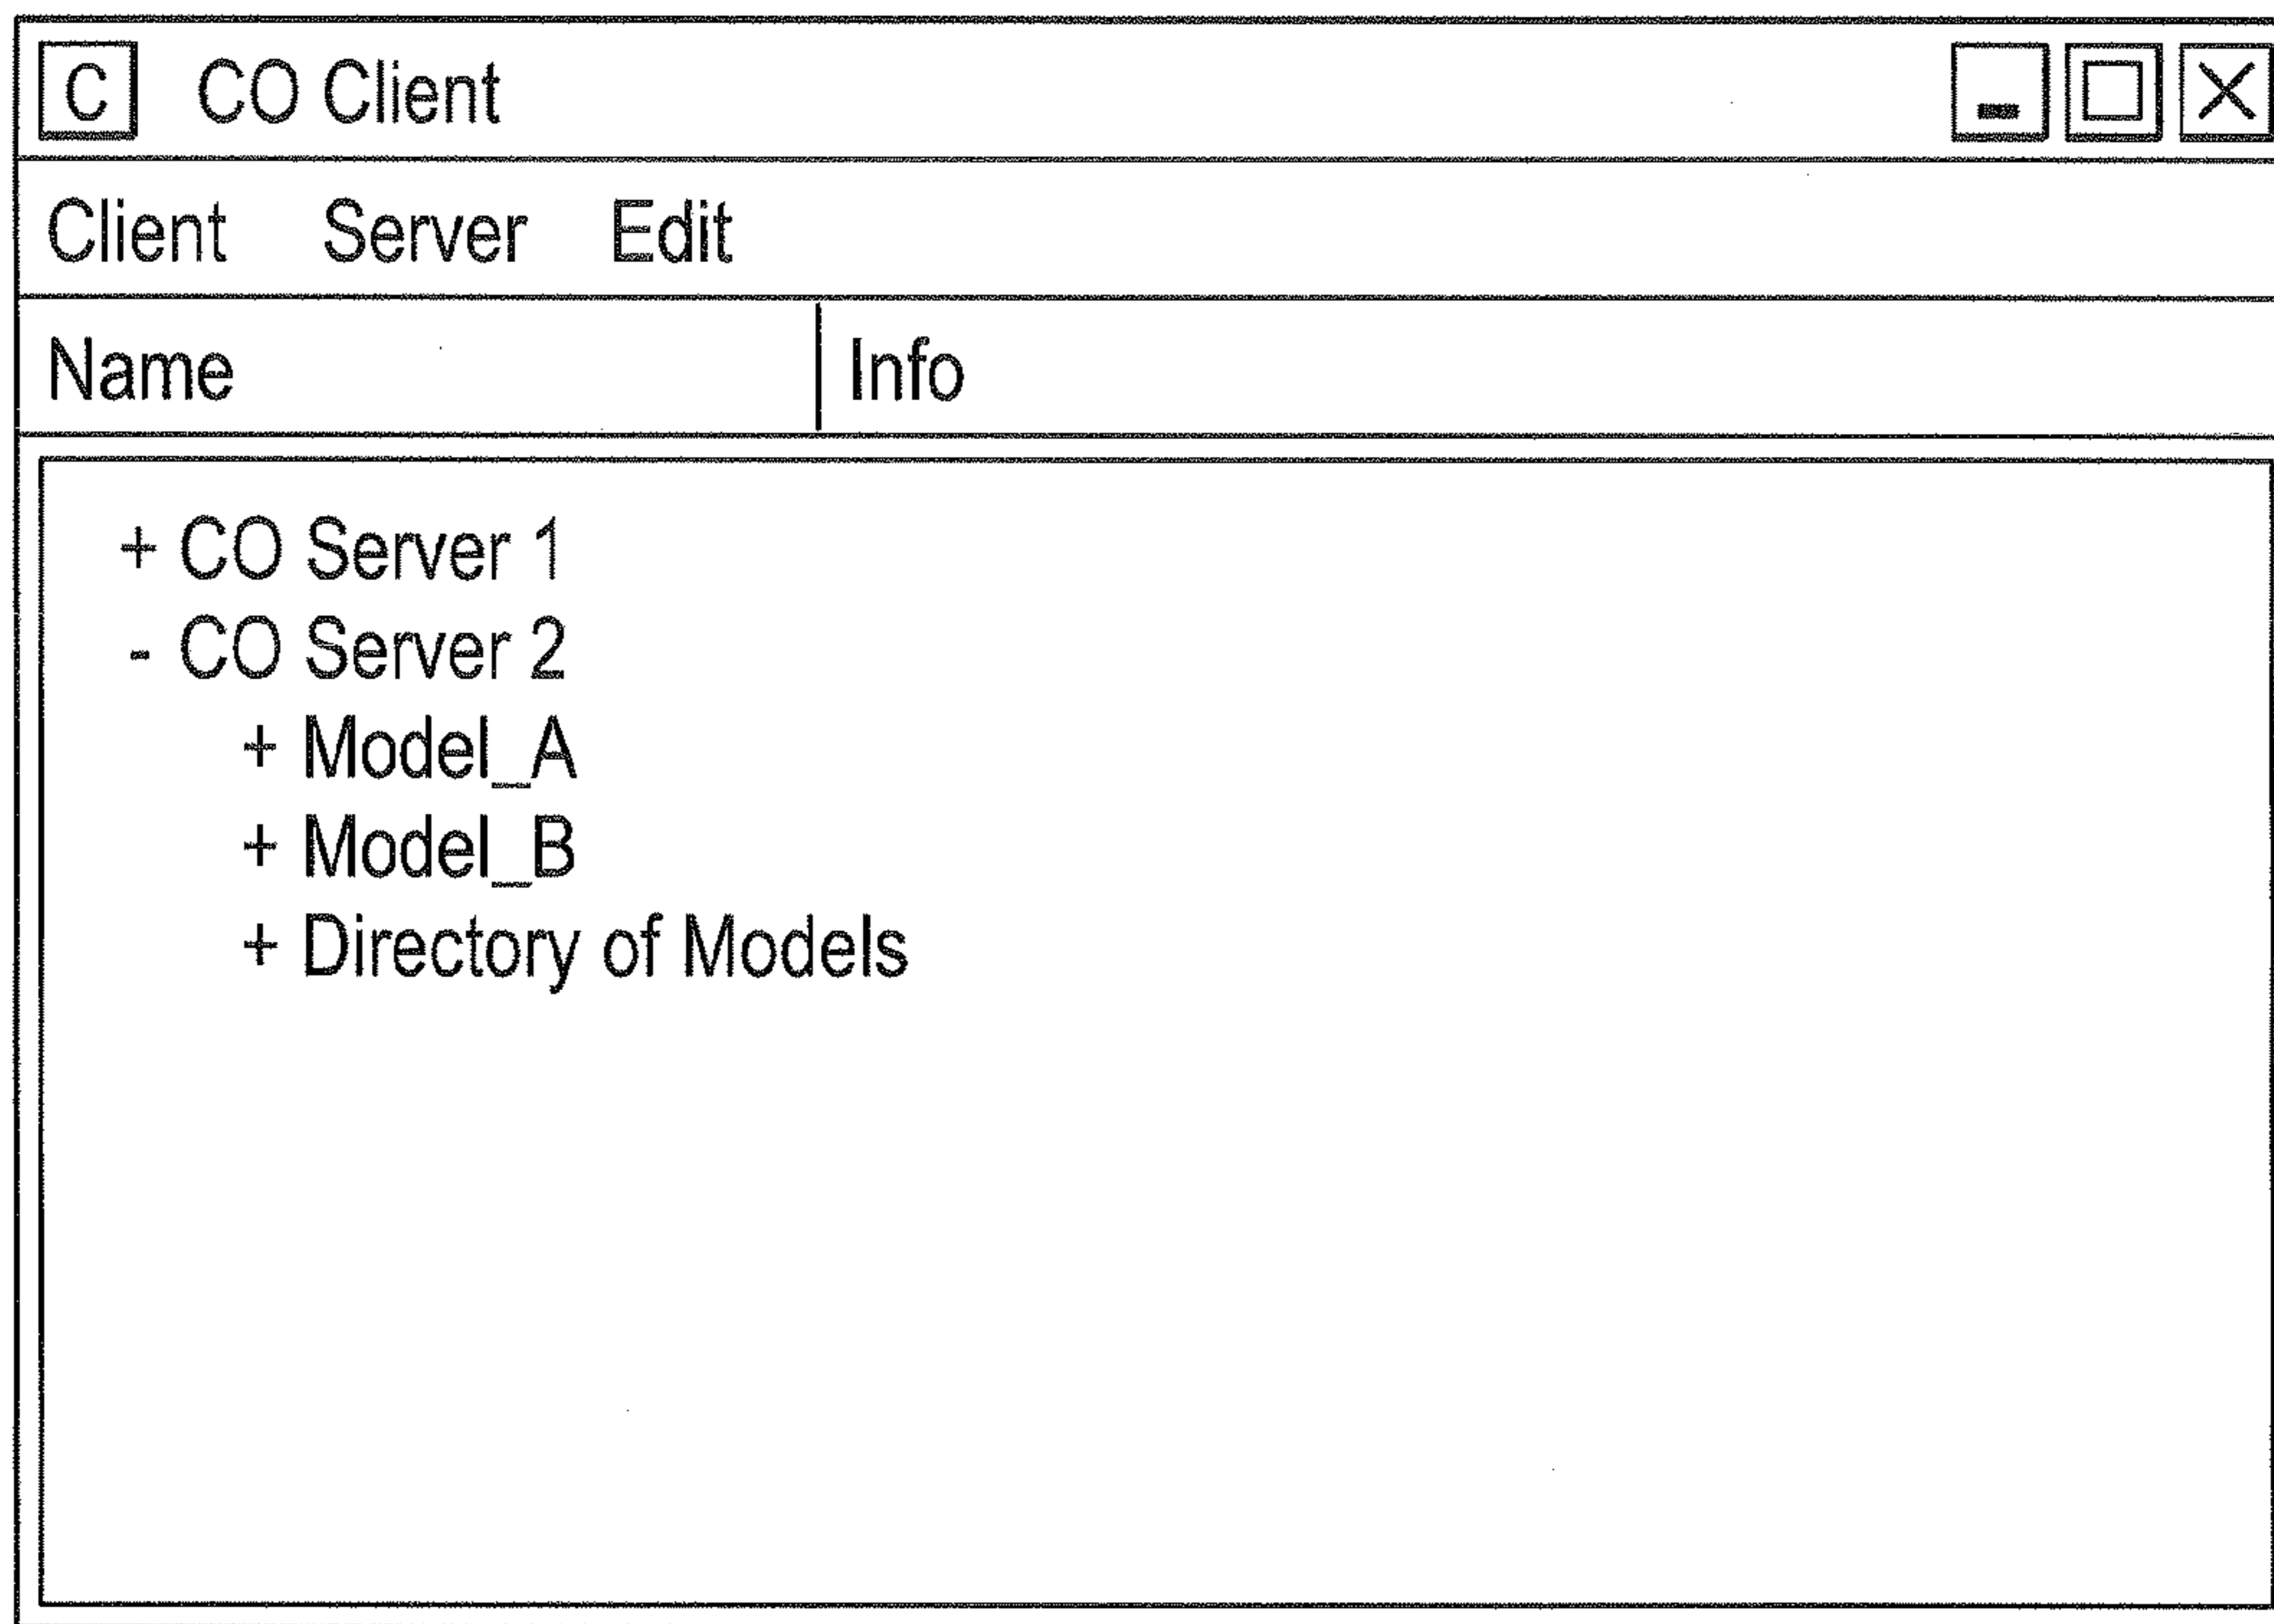 C CO Client
Client Server Edit
Name Info
+ CO Server 1
- CO Server 2
+ Model_A
+ Model_B
+ Directory of Models